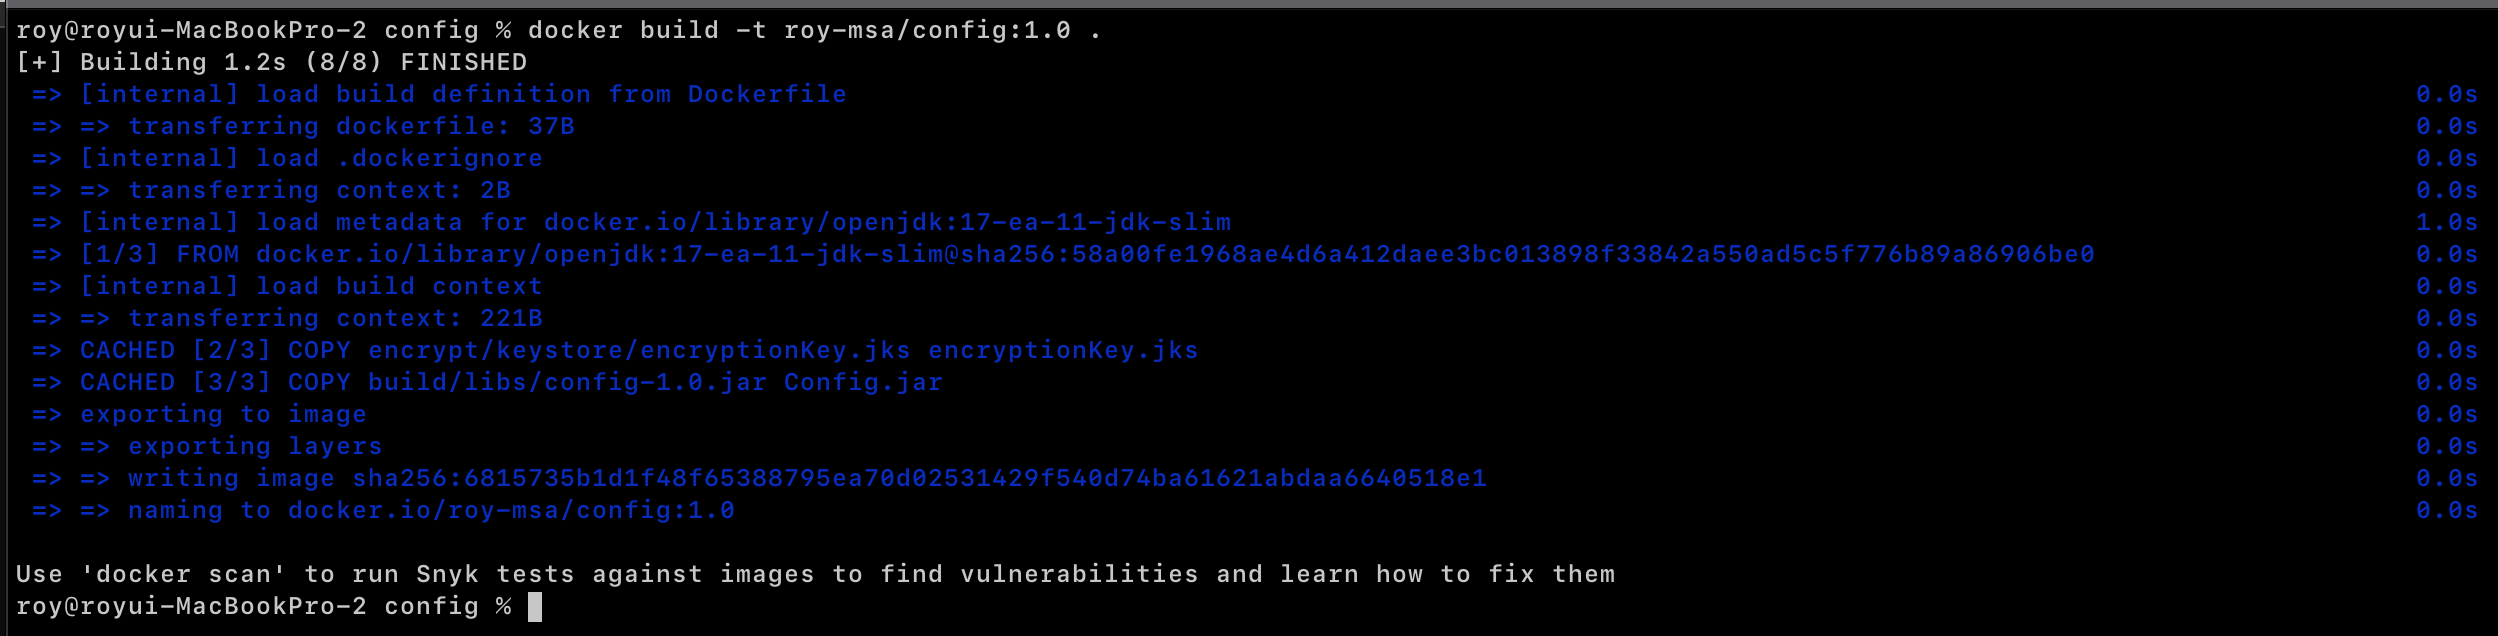 roy@royui-MacBookPro-2 config % docker build -t roy-msa/config:1.0 .
[+] Building 1.2s (8/8) FINISHED
=> [internal] load build definition from Dockerfile 0.0s
=> => transferring dockerfile: 37B 0.0s
=> [internal] load .dockerignore 0.0s
=> => transferring context: 2B 0.0s
=> [internal] load metadata for docker.io/library/openjdk:17-ea-11-jdk-slim 1.0s
=> [1/3] FROM docker.io/library/openjdk:17-ea-11-jdk-slim@sha256:58a00fe1968ae4d6a412daee3bc013898f33842a550ad5c5f776b89a86906be0 0.0s
=> [internal] load build context 0.0s
=> => transferring context: 221B 0.0s
=> CACHED [2/3] COPY encrypt/keystore/encryptionKey.jks encryptionKey.jks 0.0s
=> CACHED [3/3] COPY build/libs/config-1.0.jar Config.jar 0.0s
=> exporting to image 0.0s
=> => exporting layers 0.0s
=> => writing image sha256:6815735b1d1f48f65388795ea70d02531429f540d74ba61621abdaa6640518e1 0.0s
=> => naming to docker.io/roy-msa/config:1.0 0.0s
Use 'docker scan' to run Snyk tests against images to find vulnerabilities and learn how to fix them
roy@royui-MacBookPro-2 config %